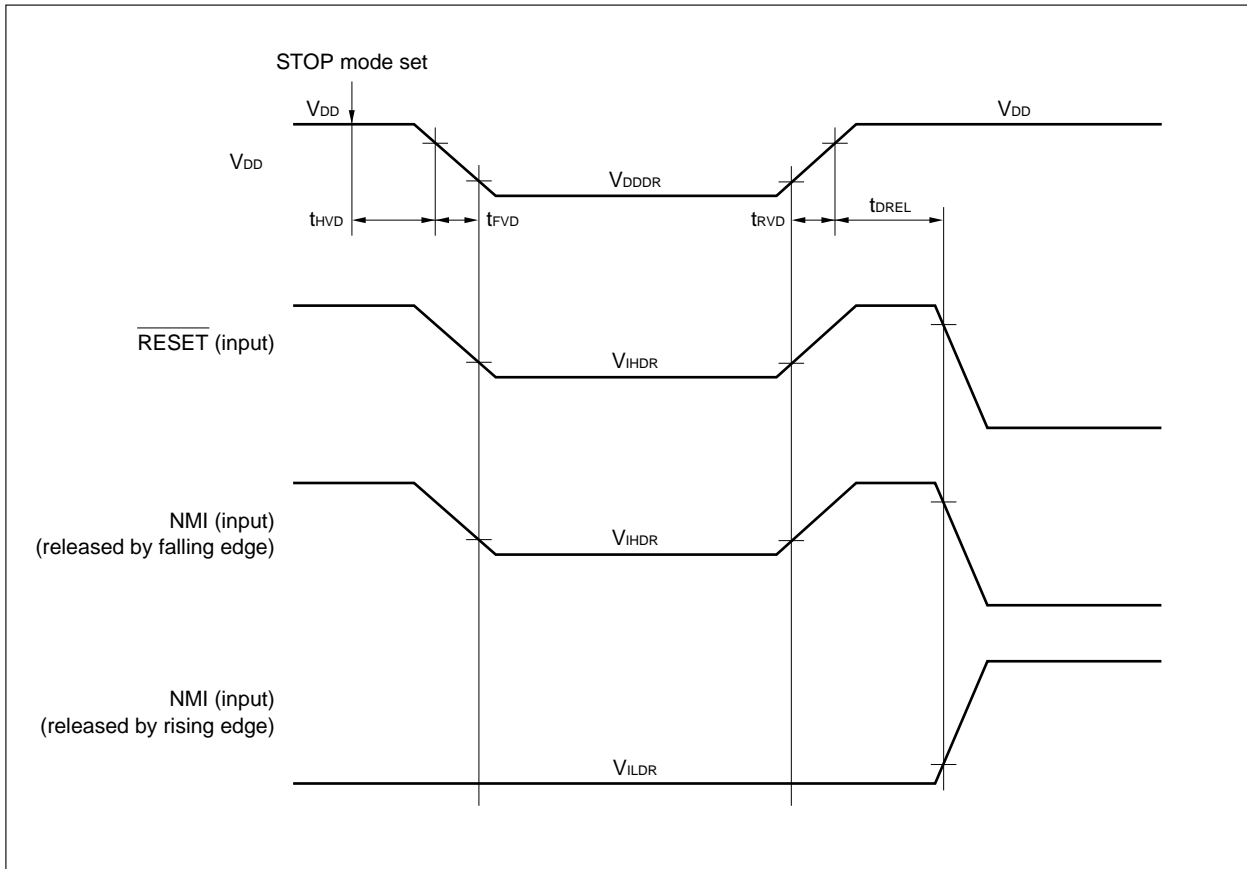 STOP mode set
VDD
VDD
VDD
VDDDR
tHVD
tFVD
tRVD
tDREL
RESET (input)
VIHDR
NMI (input)
(released by falling edge)
VIHDR
NMI (input)
(released by rising edge)
VILDR